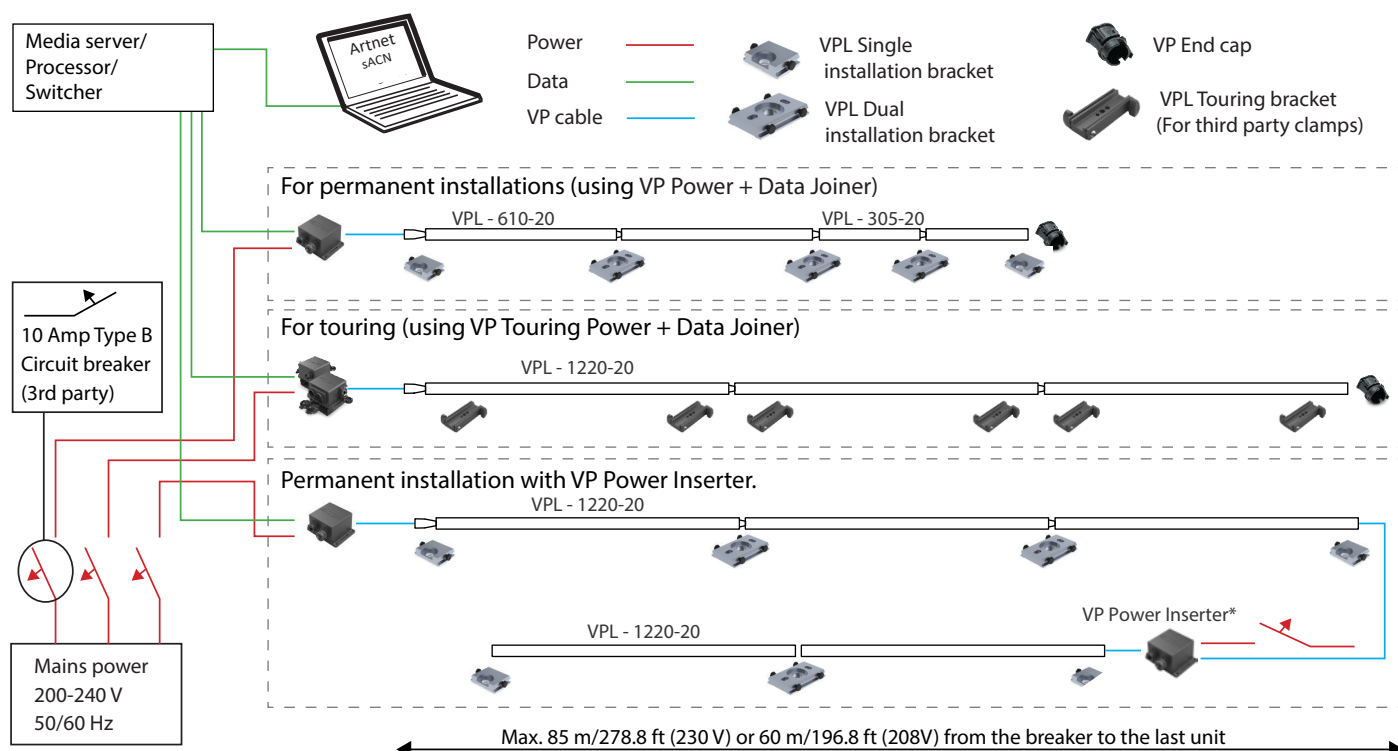 Media server/
Processor/
Switcher
Artnet
sACN
Power
Data
VP cable
VPL Single
installation bracket
VPL Dual
installation bracket
VP End cap
VPL Touring bracket
(For third party clamps)
For permanent installations (using VP Power + Data Joiner)
VPL - 610-20
VPL - 305-20
10 Amp Type B
Circuit breaker
(3rd party)
For touring (using VP Touring Power + Data Joiner)
VPL - 1220-20
Permanent installation with VP Power Inserter.
VPL - 1220-20
VP Power Inserter*
VPL - 1220-20
Mains power
200-240 V
50/60 Hz
Max. 85 m/278.8 ft (230 V) or 60 m/196.8 ft (208V) from the breaker to the last unit